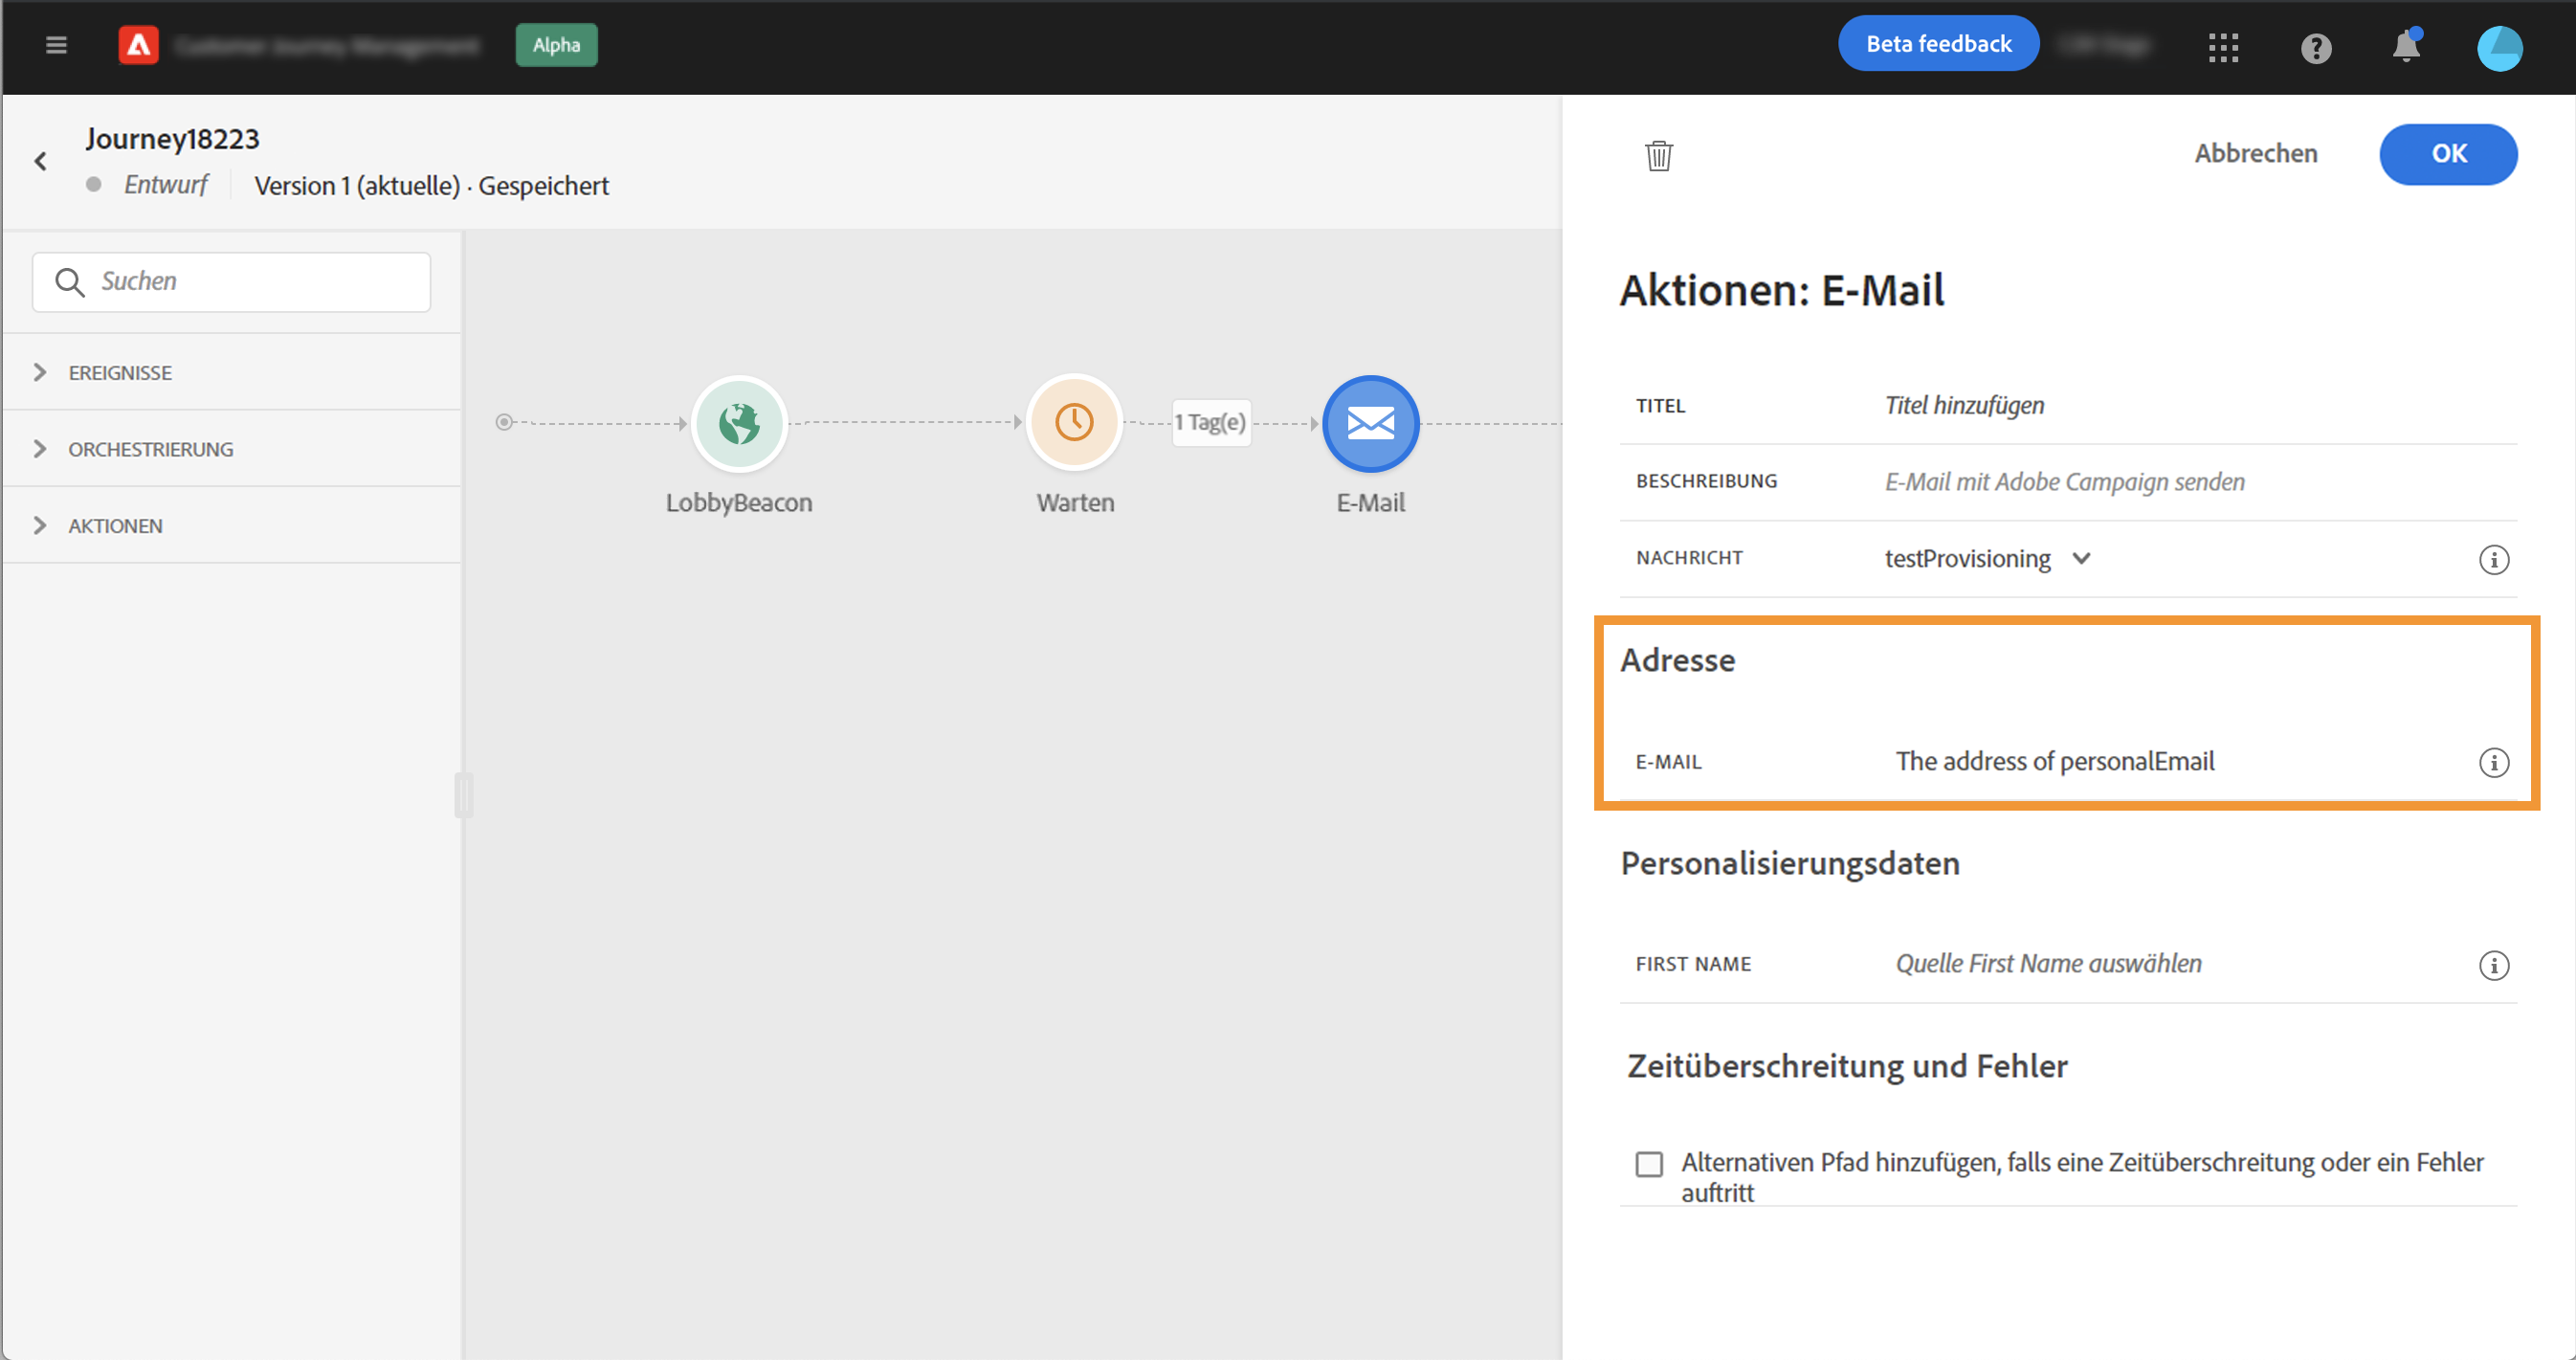 Alpha
Beta feedback
Journey18223
Entwurf
Version 1 (aktuelle) · Gespeichert
Suchen
EREIGNISSE
ORCHESTRIERUNG
AKTIONEN
LobbyBeacon
Warten
1 Tag(e)
E-Mail
Abbrechen
OK
Aktionen: E-Mail
TITEL
Titel hinzufügen
BESCHREIBUNG
E-Mail mit Adobe Campaign senden
NACHRICHT
testProvisioning
Adresse
E-MAIL
The address of personalEmail
Personalisierungsdaten
FIRST NAME
Quelle First Name auswählen
Zeitüberschreitung und Fehler
Alternativen Pfad hinzufügen, falls eine Zeitüberschreitung oder ein Fehler
auftritt